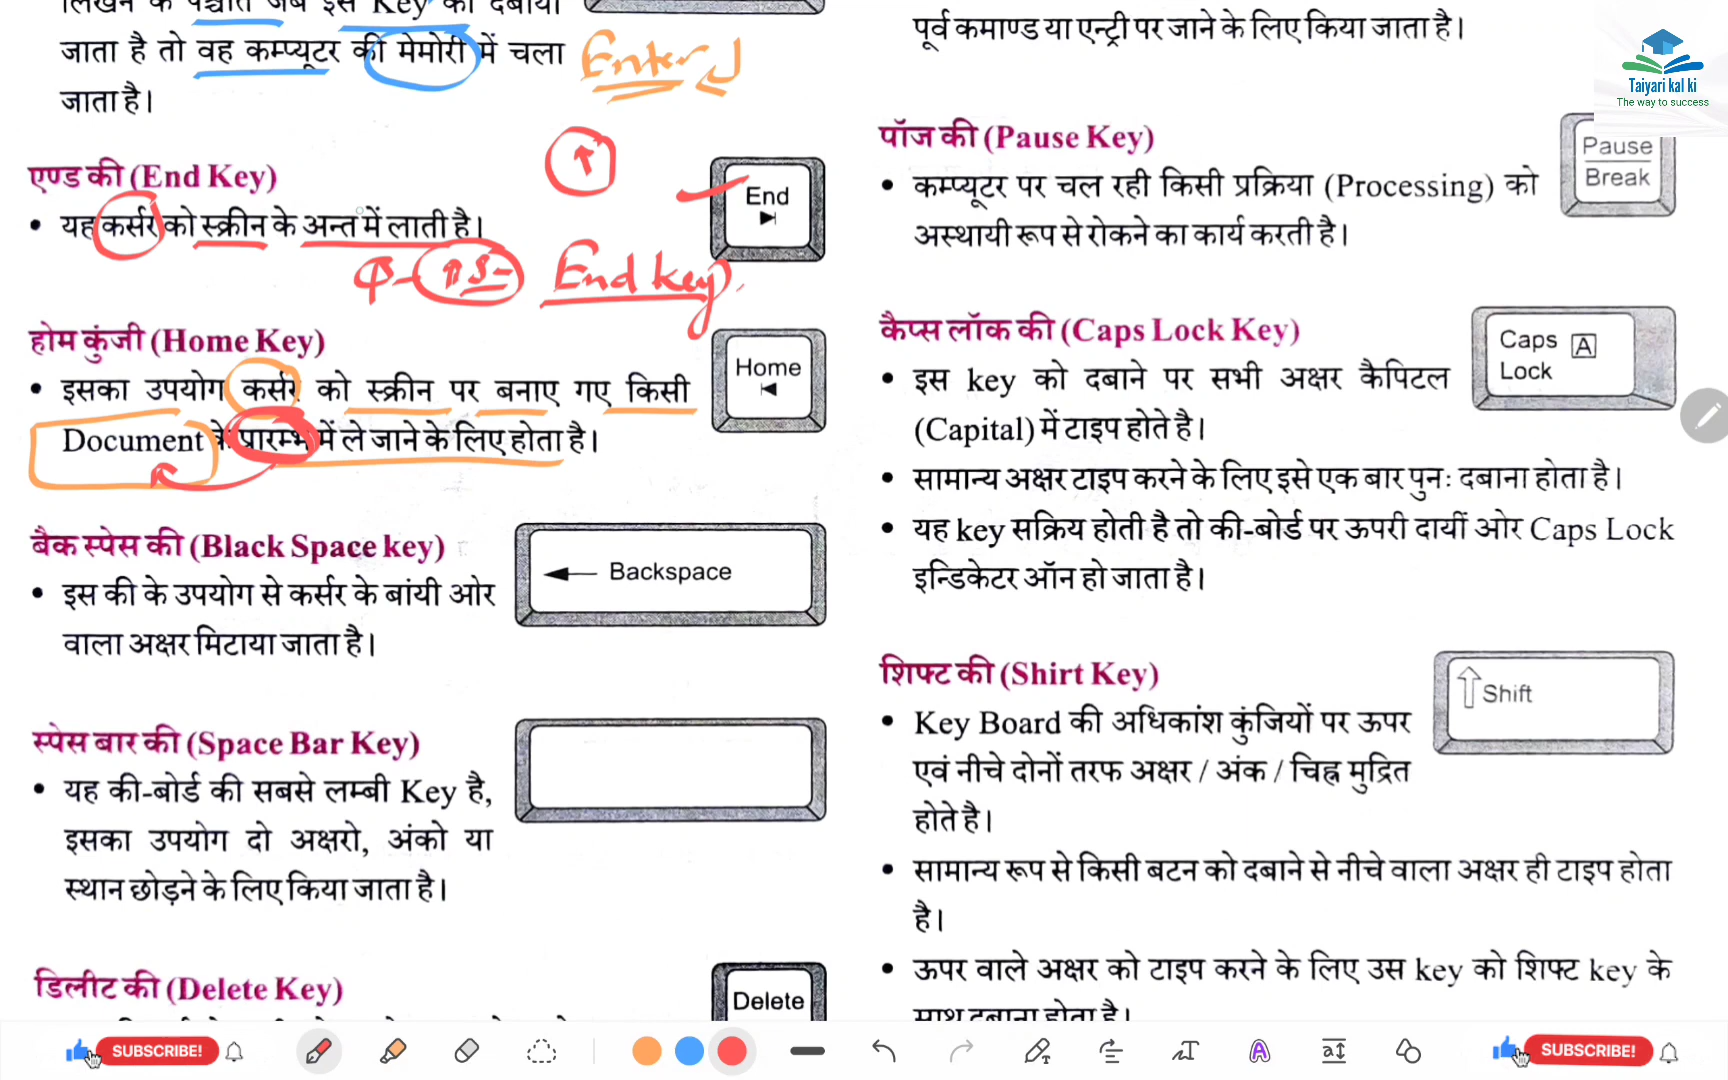 लिखने के पश्चात जब इस Key को दबाया
जाता है तो वह कम्प्यूटर की मेमोरी में चला
जाता है।
Enter
एण्ड की (End Key)
• यह कर्सर को स्क्रीन के अन्त में लाती है।
End
End key
होम कुंजी (Home Key)
• इसका उपयोग कर्सर को स्क्रीन पर बनाए गए किसी
Document के प्रारम्भ में ले जाने के लिए होता है।
Home
बैक स्पेस की (Black Space key)
• इस की के उपयोग से कर्सर के बांयी ओर
वाला अक्षर मिटाया जाता है।
Backspace
स्पेस बार की (Space Bar Key)
• यह की-बोर्ड की सबसे लम्बी Key है,
इसका उपयोग दो अक्षरो, अंको या
स्थान छोड़ने के लिए किया जाता है।
डिलीट की (Delete Key)
Delete
पूर्व कमाण्ड या एन्ट्री पर जाने के लिए किया जाता है।
पॉज की (Pause Key)
• कम्प्यूटर पर चल रही किसी प्रक्रिया (Processing) को
अस्थायी रूप से रोकने का कार्य करती है।
Pause
Break
कैप्स लॉक की (Caps Lock Key)
• इस key को दबाने पर सभी अक्षर कैपिटल
(Capital) में टाइप होते है।
Caps A
Lock
• सामान्य अक्षर टाइप करने के लिए इसे एक बार पुनः दबाना होता है।
• यह key सक्रिय होती है तो की-बोर्ड पर ऊपरी दायीं ओर Caps Lock
इन्डिकेटर ऑन हो जाता है।
शिफ्ट की (Shirt Key)
• Key Board की अधिकांश कुंजियों पर ऊपर
एवं नीचे दोनों तरफ अक्षर / अंक / चिह्न मुद्रित
होते है।
Shift
• सामान्य रूप से किसी बटन को दबाने से नीचे वाला अक्षर ही टाइप होता
है।
• ऊपर वाले अक्षर को टाइप करने के लिए उस key को शिफ्ट key के
साथ दबाना होता है।
Taiyari kal ki
The way to success
SUBSCRIBE!
SUBSCRIBE!